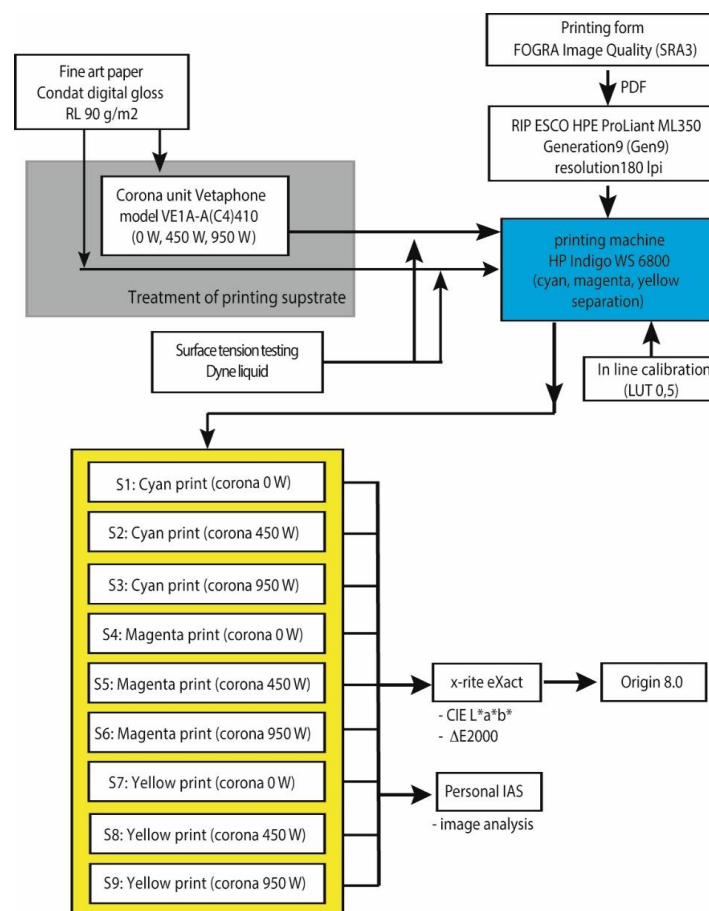 Printing form
FOGRA Image Quality (SRA3)
Fine art paper
Condat digital gloss
RL 90 g/m2
PDF
RIP ESCO HPE ProLiant ML350
Generation9 (Gen9)
resolution180 lpi
Corona unit Vetaphone
model VE1A-A(C4)410
(0 W, 450 W, 950 W)
Treatment of printing supstrate
printing machine
HP Indigo WS 6800
(cyan, magenta, yellow
separation)
Surface tension testing
Dyne liquid
In line calibration
(LUT 0,5)
S1: Cyan print (corona 0 W)
S2: Cyan print (corona 450 W)
S3: Cyan print (corona 950 W)
S4: Magenta print (corona 0 W)
S5: Magenta print (corona 450 W)
S6: Magenta print (corona 950 W)
S7: Yellow print (corona 0 W)
S8: Yellow print (corona 450 W)
S9: Yellow print (corona 950 W)
x-rite eXact
- CIE L*a*b*
- ΔE2000
Origin 8.0
Personal IAS
- image analysis